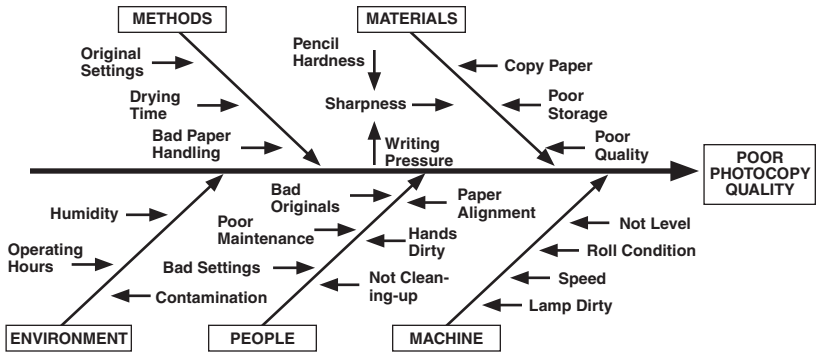 METHODS
MATERIALS
Original
Settings
Drying
Time
Bad Paper
Handling
Pencil
Hardness
Sharpness
Writing
Pressure
Copy Paper
Poor
Storage
Poor
Quality
POOR
PHOTOCOPY
QUALITY
Humidity
Operating
Hours
Contamination
Bad
Originals
Poor
Maintenance
Bad Settings
Paper
Alignment
Hands
Dirty
Not Clean-
ing-up
Not Level
Roll Condition
Speed
Lamp Dirty
ENVIRONMENT
PEOPLE
MACHINE